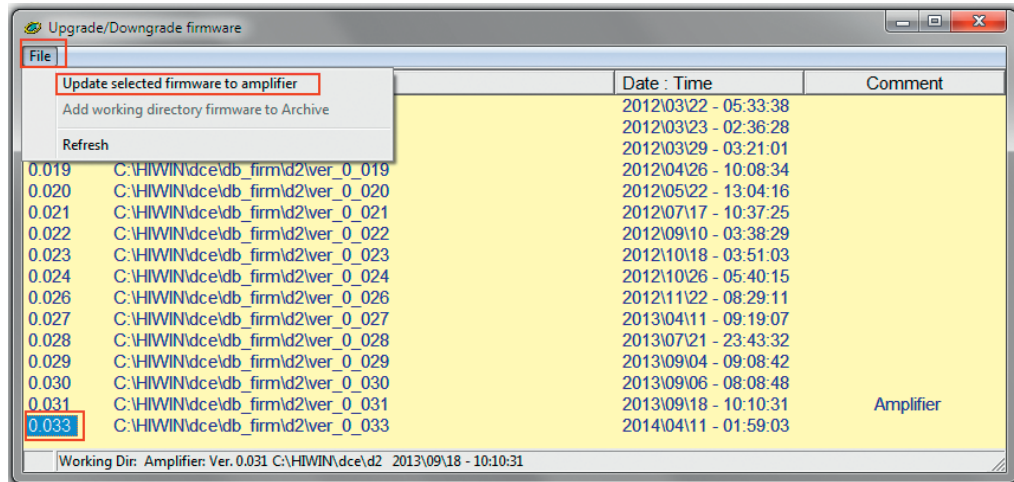 Upgrade/Downgrade firmware
File
Update selected firmware to amplifier
Add working directory firmware to Archive
Refresh
Date : Time Comment
2012\03\22 - 05:33:38
2012\03\23 - 02:36:28
2012\03\29 - 03:21:01
0.019 C:\HIWIN\dce\db_firm\d2\ver_0_019 2012\04\26 - 10:08:34
0.020 C:\HIWIN\dce\db_firm\d2\ver_0_020 2012\05\22 - 13:04:16
0.021 C:\HIWIN\dce\db_firm\d2\ver_0_021 2012\07\17 - 10:37:25
0.022 C:\HIWIN\dce\db_firm\d2\ver_0_022 2012\09\10 - 03:38:29
0.023 C:\HIWIN\dce\db_firm\d2\ver_0_023 2012\10\18 - 03:51:03
0.024 C:\HIWIN\dce\db_firm\d2\ver_0_024 2012\10\26 - 05:40:15
0.026 C:\HIWIN\dce\db_firm\d2\ver_0_026 2012\11\22 - 08:29:11
0.027 C:\HIWIN\dce\db_firm\d2\ver_0_027 2013\04\11 - 09:19:07
0.028 C:\HIWIN\dce\db_firm\d2\ver_0_028 2013\07\21 - 23:43:32
0.029 C:\HIWIN\dce\db_firm\d2\ver_0_029 2013\09\04 - 09:08:42
0.030 C:\HIWIN\dce\db_firm\d2\ver_0_030 2013\09\06 - 08:08:48
0.031 C:\HIWIN\dce\db_firm\d2\ver_0_031 2013\09\18 - 10:10:31 Amplifier
0.033 C:\HIWIN\dce\db_firm\d2\ver_0_033 2014\04\11 - 01:59:03
Working Dir: Amplifier: Ver. 0.031 C:\HIWIN\dce\d2 2013\09\18 - 10:10:31